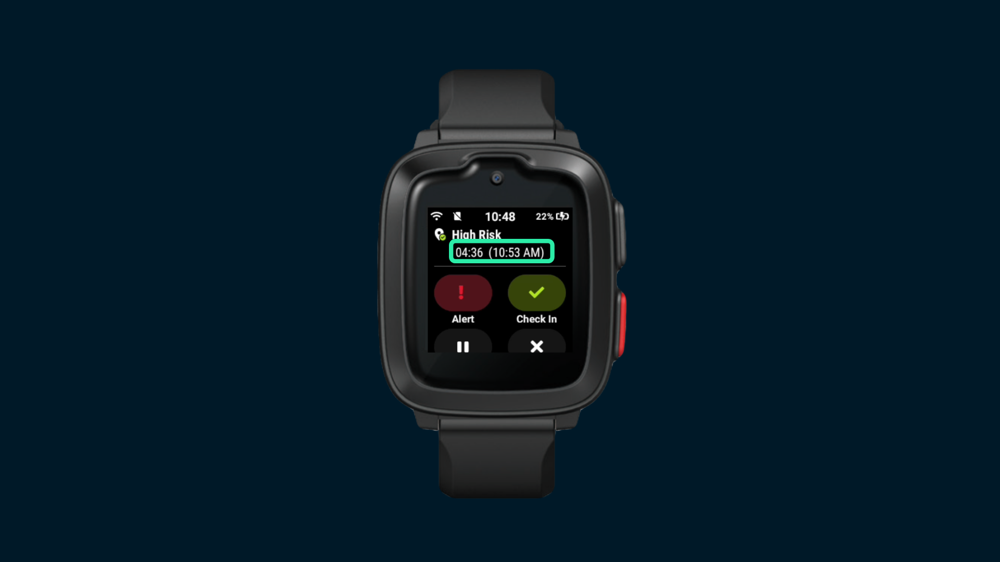 10:48 22%
High Risk
04:36 (10:53 AM)
Alert Check In